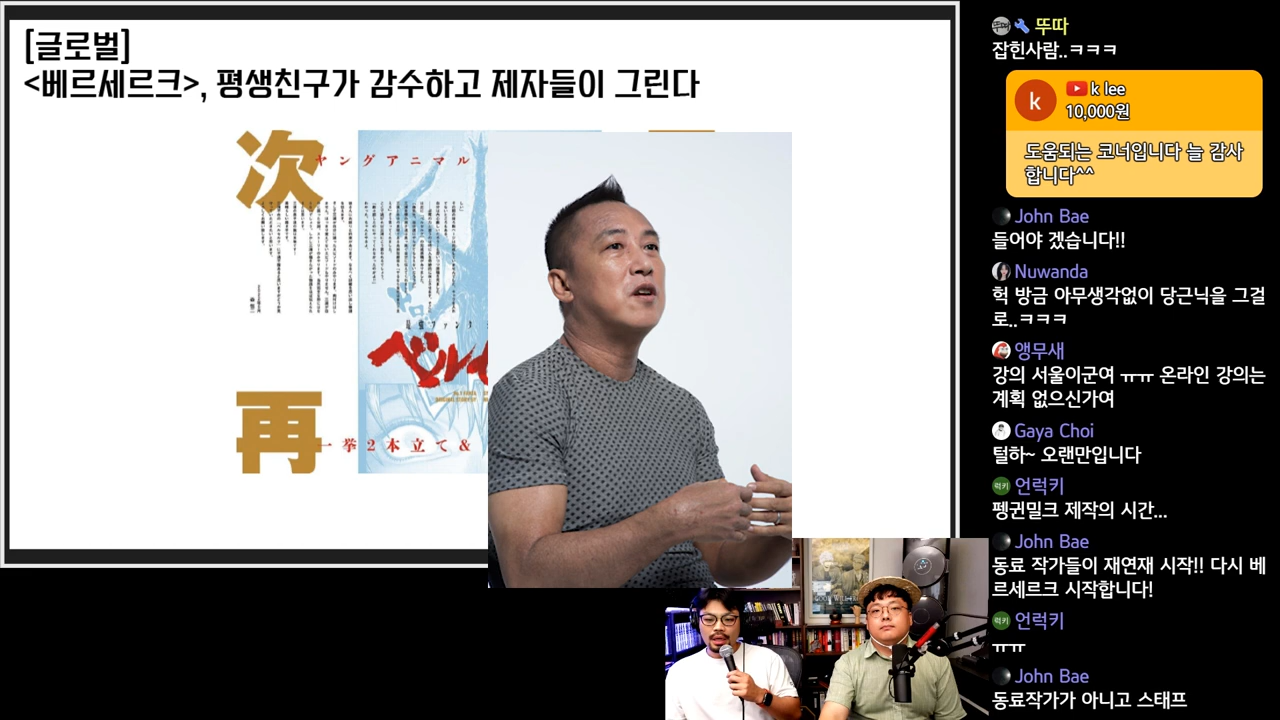 [글로벌]
<베르세르크>, 평생친구가 감수하고 제자들이 그린다
次
ヤングアニマル
ベル
再
一挙2本立て&
뚜따
잡힌사람..ㅋㅋㅋ
k
k lee
10,000원
도움되는 코너입니다 늘 감사
합니다^^
John Bae
들어야 겠습니다!!
Nuwanda
헉 방금 아무생각없이 당근닉을 그걸
로..ㅋㅋㅋ
앵무새
강의 서울이군여 ㅠㅠ 온라인 강의는
계획 없으신가여
Gaya Choi
털하~ 오랜만입니다
럭키
언럭키
펭귄밀크 제작의 시간...
John Bae
동료 작가들이 재연재 시작!! 다시 베
르세르크 시작합니다!
럭키
언럭키
ㅠㅠ
John Bae
동료작가가 아니고 스태프